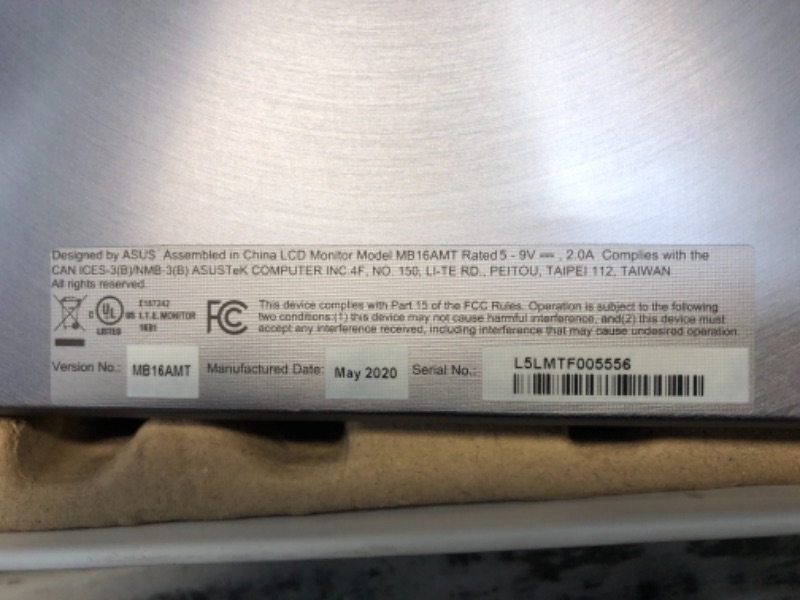 Designed by ASUS Assembled in China LCD Monitor Model MB16AMT Rated 5 - 9V ⎓, 2.0A Complies with the
CAN ICES-3(B)/NMB-3(B) ASUSTeK COMPUTER INC.4F, NO. 150, LI-TE RD., PEITOU, TAIPEI 112, TAIWAN
All rights reserved.
C UL US LISTED
E187242
I.T.E. MONITOR
16S1
FC
This device complies with Part 15 of the FCC Rules. Operation is subject to the following
two conditions:(1) this device may not cause harmful interference, and(2) this device must
accept any interference received, including interference that may cause undesired operation.
Version No.: MB16AMT Manufactured Date: May 2020 Serial No.: L5LMTF005556